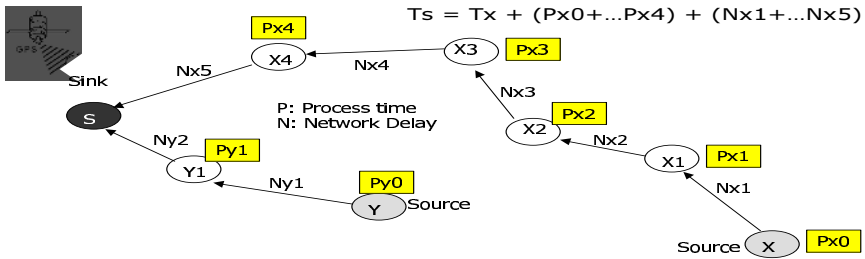 Ts = Tx + (Px0+...Px4) + (Nx1+...Nx5)
Px4
GPS
X4
X3
Px3
Nx5
Nx4
Sink
Nx3
P: Process time
N: Network Delay
Px2
S
X2
Nx2
Ny2
Py1
Px1
Y1
X1
Ny1
Py0
Nx1
Y
Source
Source
X
Px0